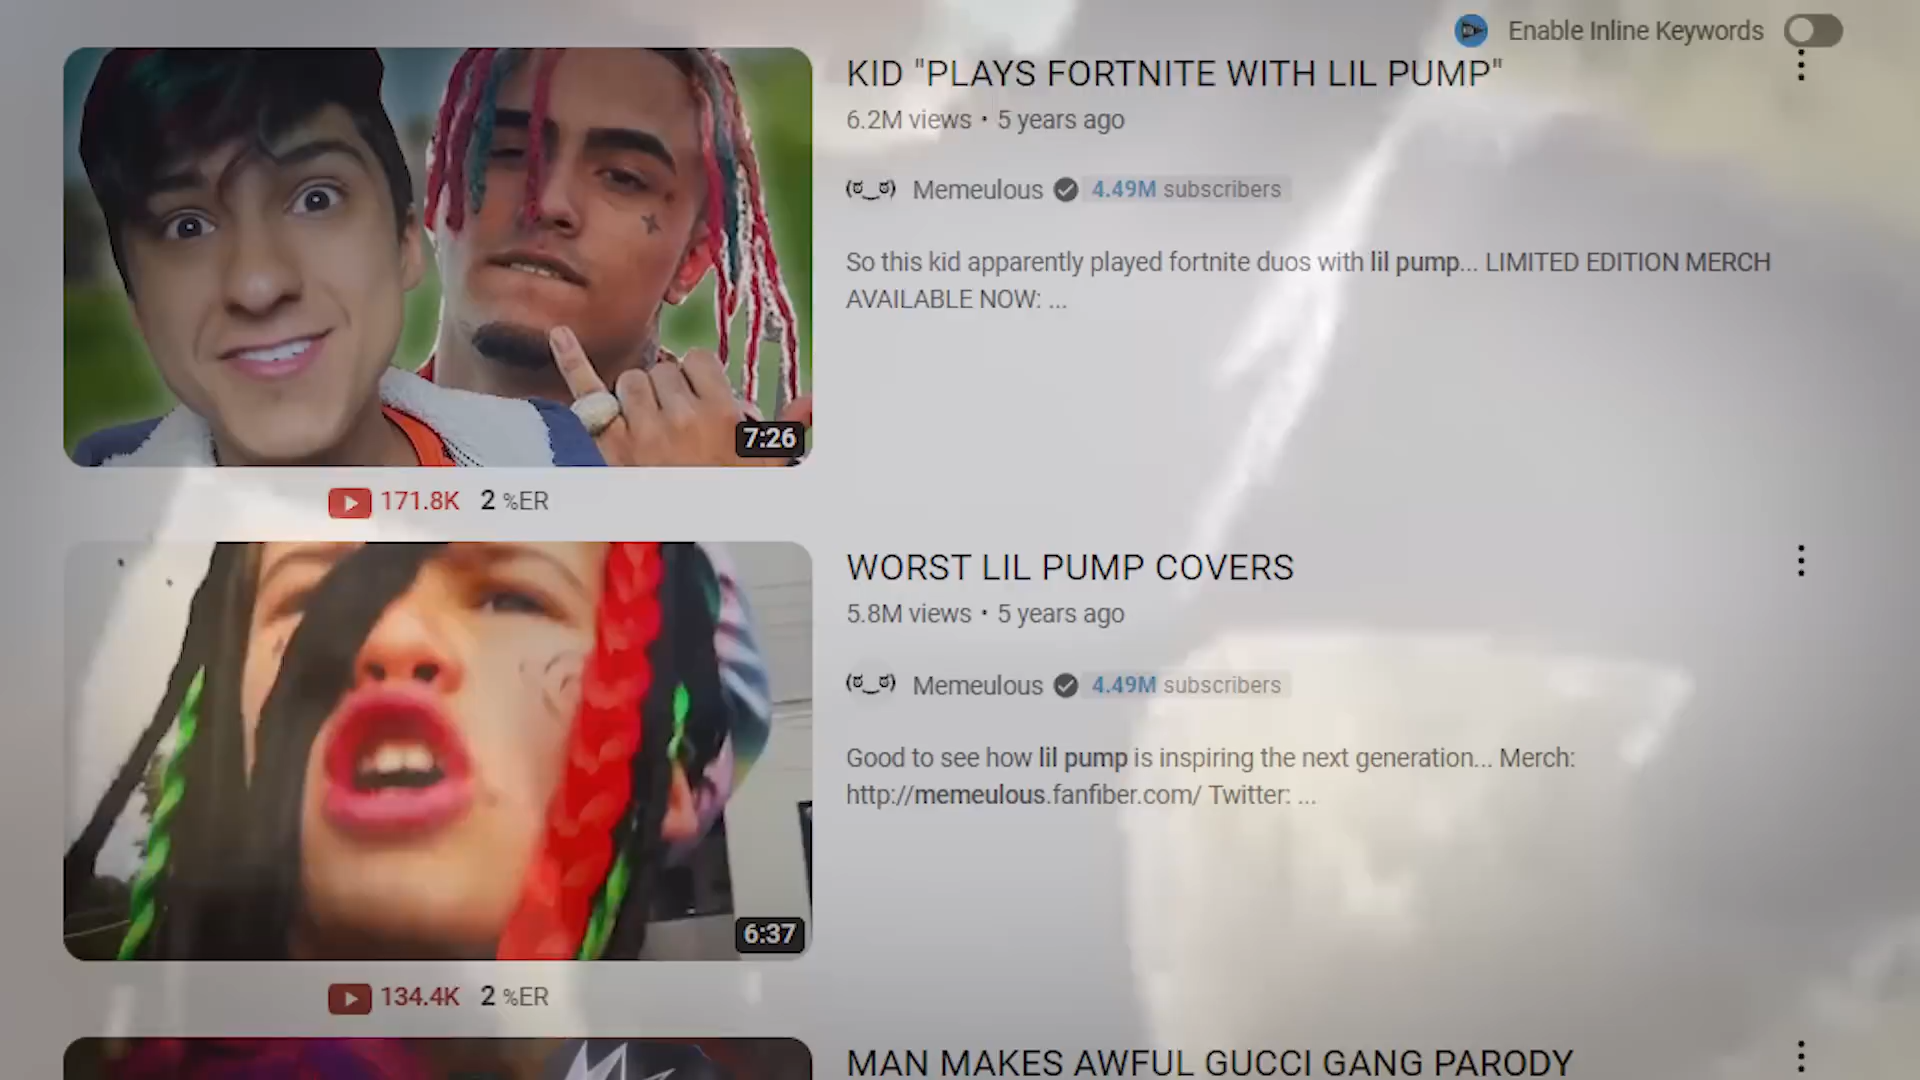 Enable Inline Keywords
KID "PLAYS FORTNITE WITH LIL PUMP"
6.2M views • 5 years ago
(ಠ‿ಠ) Memeulous 4.49M subscribers
So this kid apparently played fortnite duos with lil pump... LIMITED EDITION MERCH
AVAILABLE NOW: ...
7:26
171.8K 2 %ER
WORST LIL PUMP COVERS
5.8M views • 5 years ago
(ಠ‿ಠ) Memeulous 4.49M subscribers
Good to see how lil pump is inspiring the next generation... Merch:
http://memeulous.fanfiber.com/ Twitter: ...
6:37
134.4K 2 %ER
MAN MAKES AWFUL GUCCI GANG PARODY